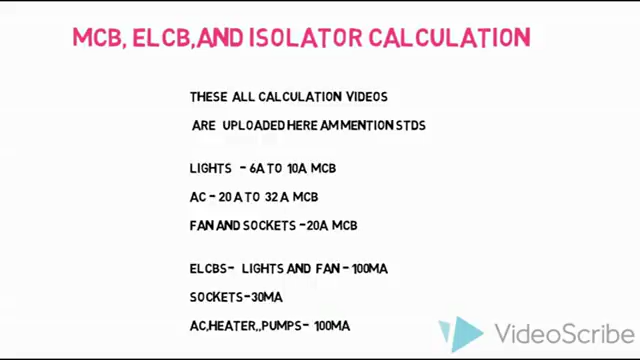 MCB, ELCB,AND ISOLATOR CALCULATION
THESE ALL CALCULATION VIDEOS
ARE UPLOADED HERE AM MENTION STDS
LIGHTS - 6A TO 10A MCB
AC - 20 A TO 32 A MCB
FAN AND SOCKETS -20A MCB
ELCBS- LIGHTS AND FAN - 100MA
SOCKETS-30MA
AC,HEATER,,PUMPS- 100MA
VideoScribe